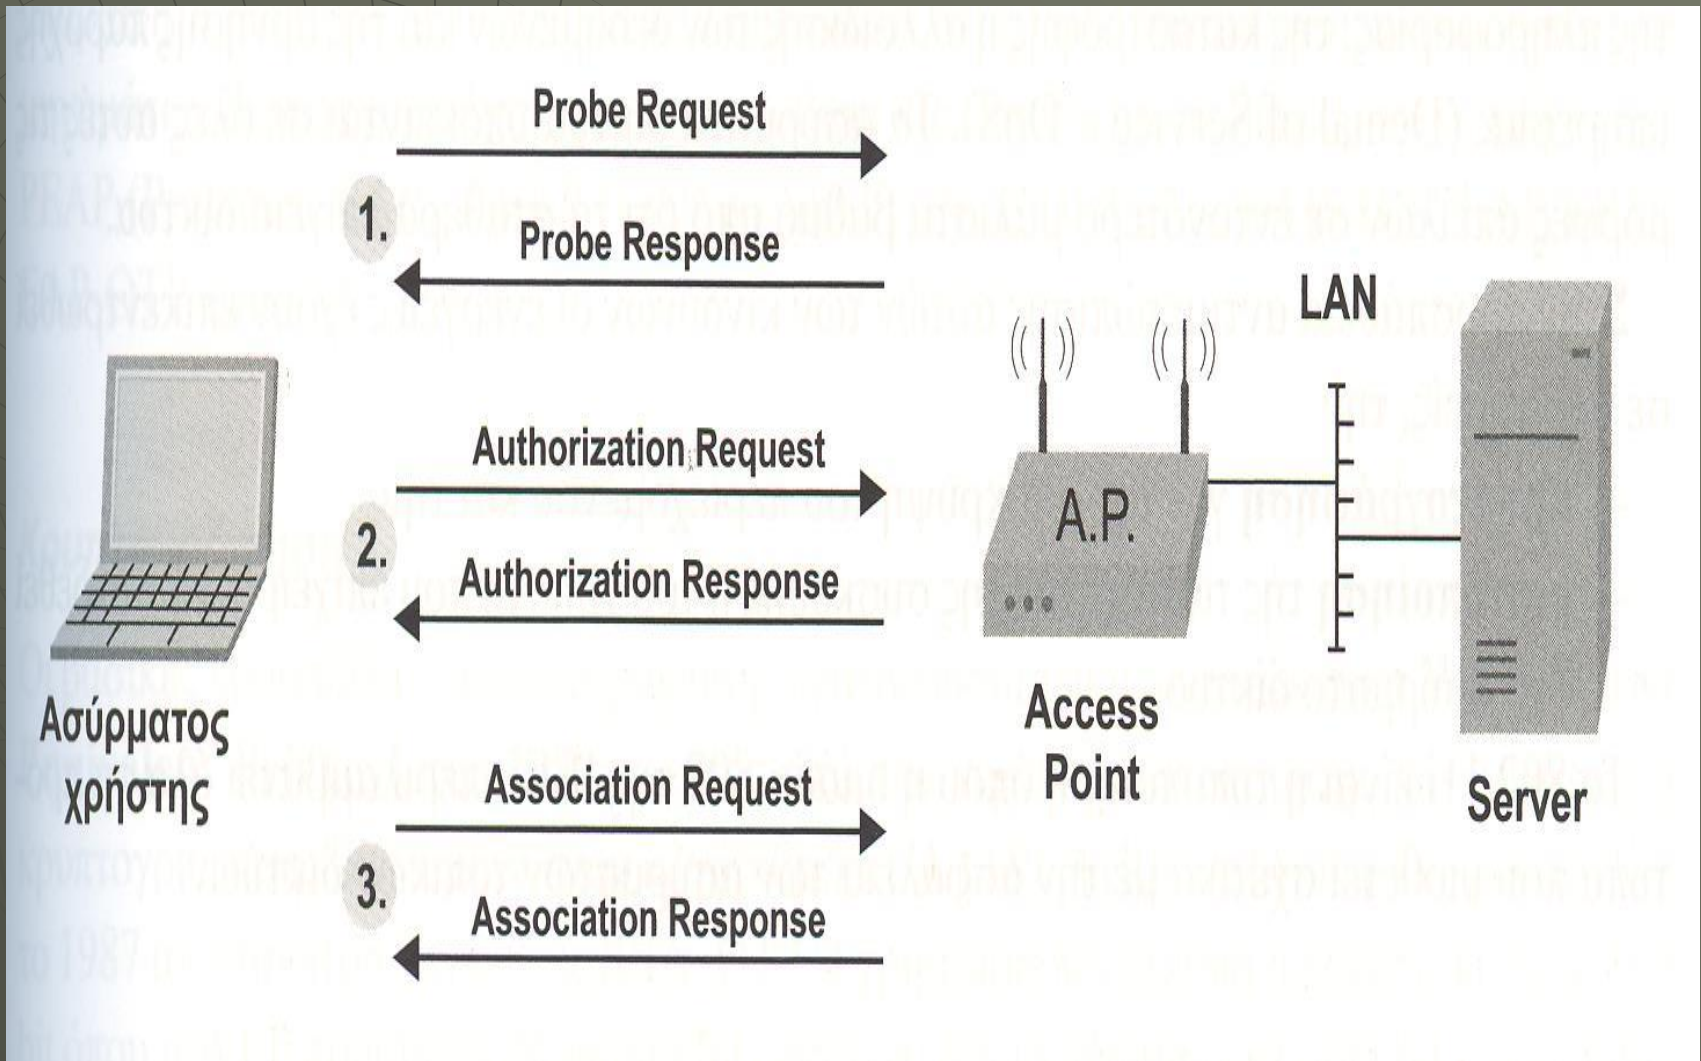 Probe Request
1.
Probe Response
LAN
Authorization Request
A.P.
2.
Authorization Response
Access
Point
Ασύρματος
χρήστης
Server
Association Request
3.
Association Response